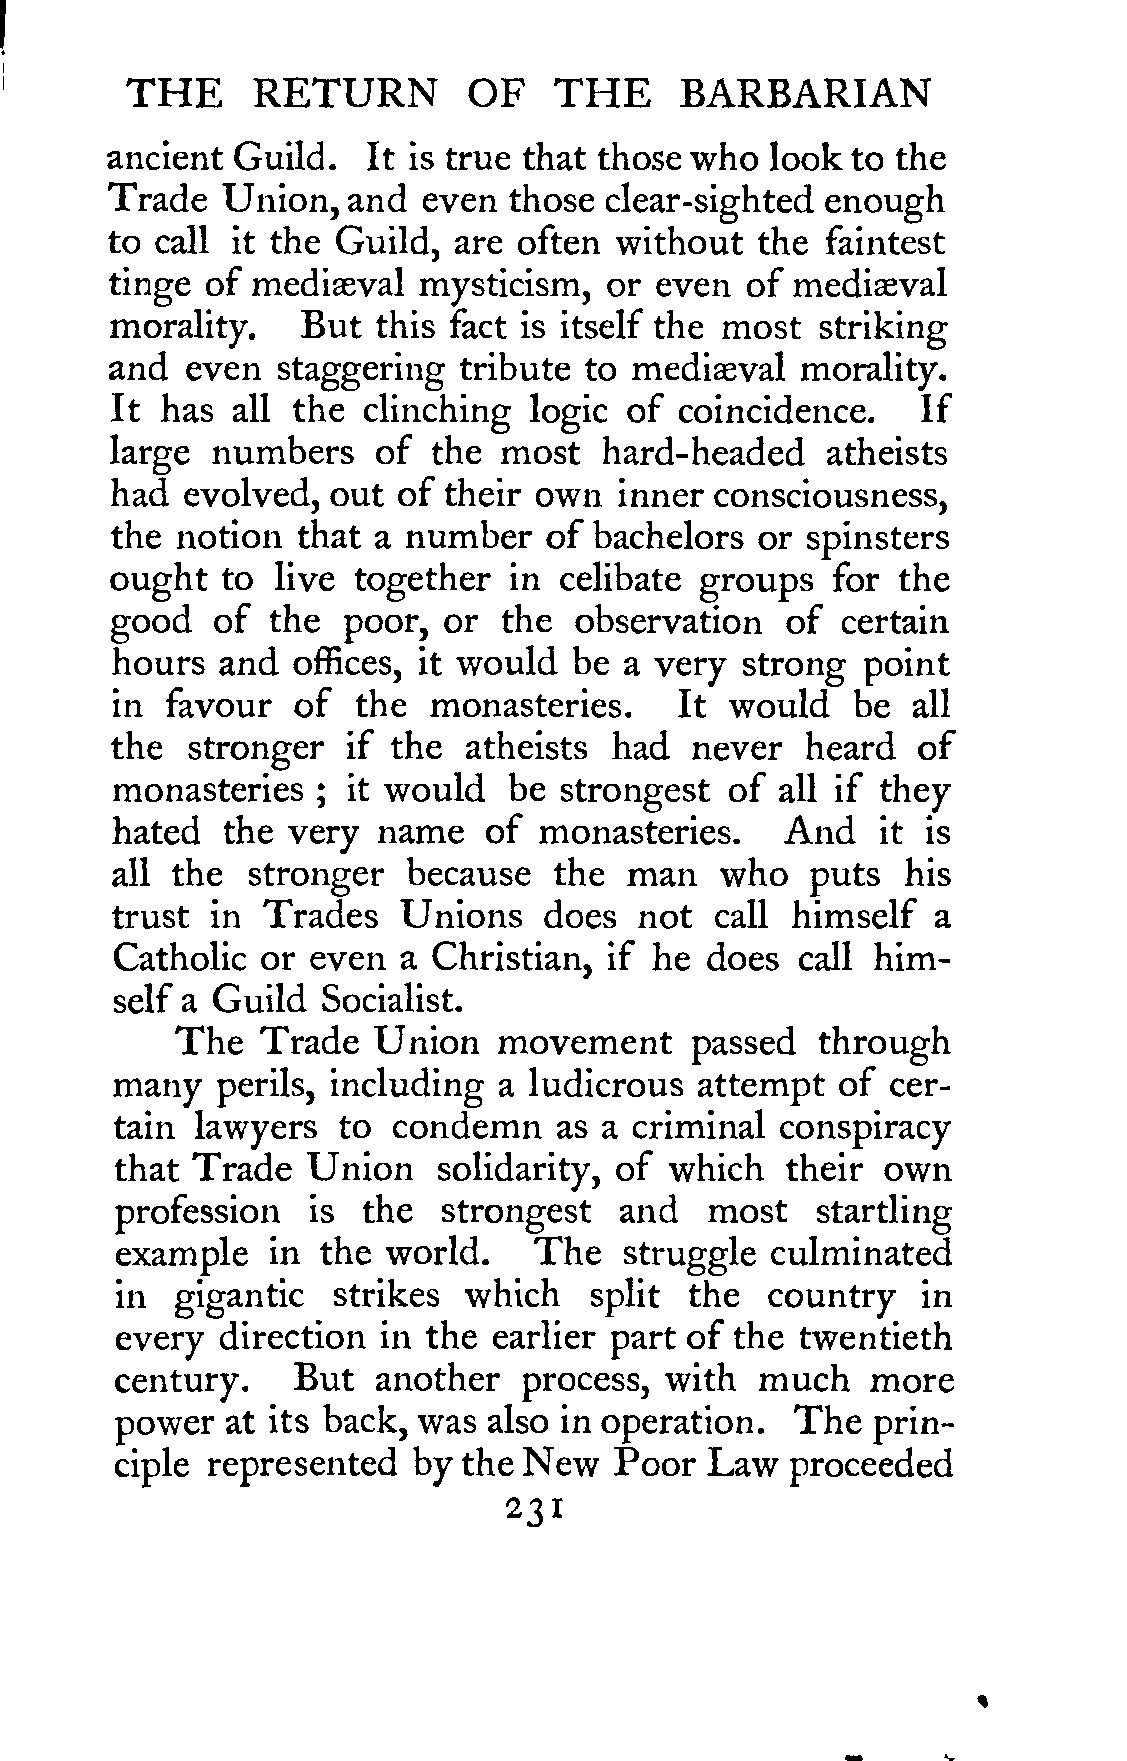 THE RETURN OF THE BARBARIAN
ancient Guild. It is true that those who look to the
Trade Union, and even those clear-sighted enough
to call it the Guild, are often without the faintest
tinge of mediæval mysticism, or even of mediæval
morality. But this fact is itself the most striking
and even staggering tribute to mediæval morality.
It has all the clinching logic of coincidence. If
large numbers of the most hard-headed atheists
had evolved, out of their own inner consciousness,
the notion that a number of bachelors or spinsters
ought to live together in celibate groups for the
good of the poor, or the observation of certain
hours and offices, it would be a very strong point
in favour of the monasteries. It would be all
the stronger if the atheists had never heard of
monasteries ; it would be strongest of all if they
hated the very name of monasteries. And it is
all the stronger because the man who puts his
trust in Trades Unions does not call himself a
Catholic or even a Christian, if he does call him-
self a Guild Socialist.
The Trade Union movement passed through
many perils, including a ludicrous attempt of cer-
tain lawyers to condemn as a criminal conspiracy
that Trade Union solidarity, of which their own
profession is the strongest and most startling
example in the world. The struggle culminated
in gigantic strikes which split the country in
every direction in the earlier part of the twentieth
century. But another process, with much more
power at its back, was also in operation. The prin-
ciple represented by the New Poor Law proceeded
231